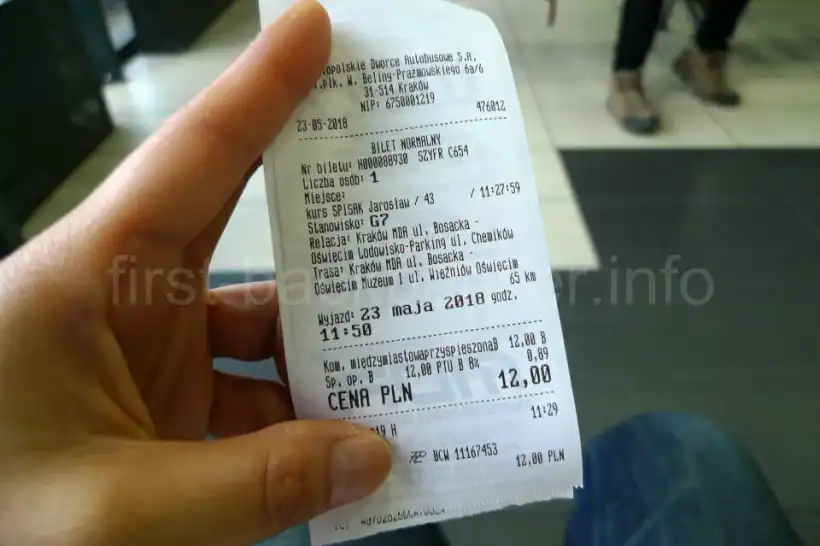 opolskie Dworce Autobusowe S.A.
.płk. W. Beliny-Prażmowskiego 6a/6
31-514 Kraków
NIP: 6750001219
23-05-2018 476012
BILET NORMALNY
Nr biletu: H000088930 SZYFR C654
Liczba osób: 1
Miejsce:
kurs SPISAK Jarosław / 43 / 11:27:59
Stanowisko: G7
Relacja: Kraków MDA ul. Bosacka -
Oświęcim Lodowisko-Parking ul. Chemików
Trasa: Kraków MDA ul. Bosacka -
Oświęcim Muzeum I ul. Więźniów Oświęcim
65 km
Wyjazd: 23 maja 2018 godz.
11:50
Kom. międzymiastowaprzyspieszonaB 12,00 B
Sp. op. B 12,00 PTU B 8% 0,89
CENA PLN 12,00
19 H 11:29
BCW 11167453
12,00 PLN